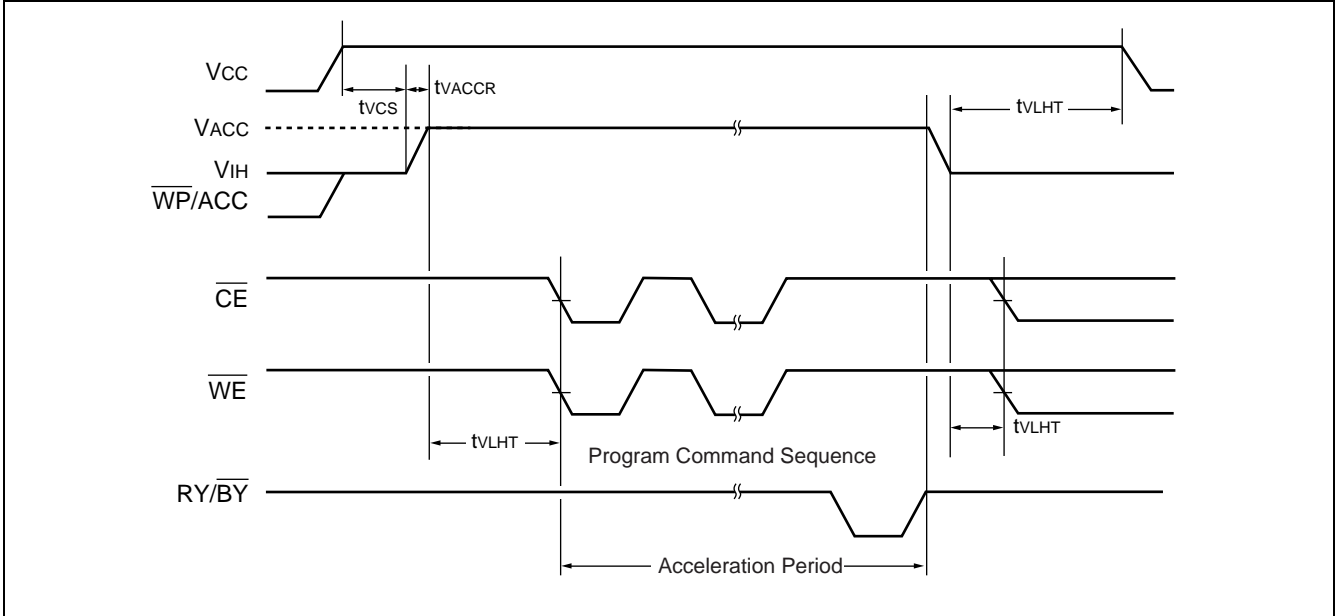 VCC
tVACCR
tVCS
tVLHT
VACC
VIH
WP/ACC
CE
WE
tVLHT
tVLHT
Program Command Sequence
RY/BY
Acceleration Period